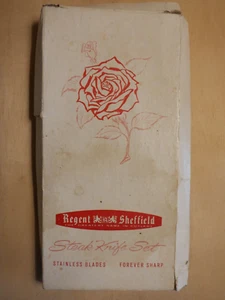 Regent Sheffield
Steak Knife Set
STAINLESS BLADES FOREVER SHARP